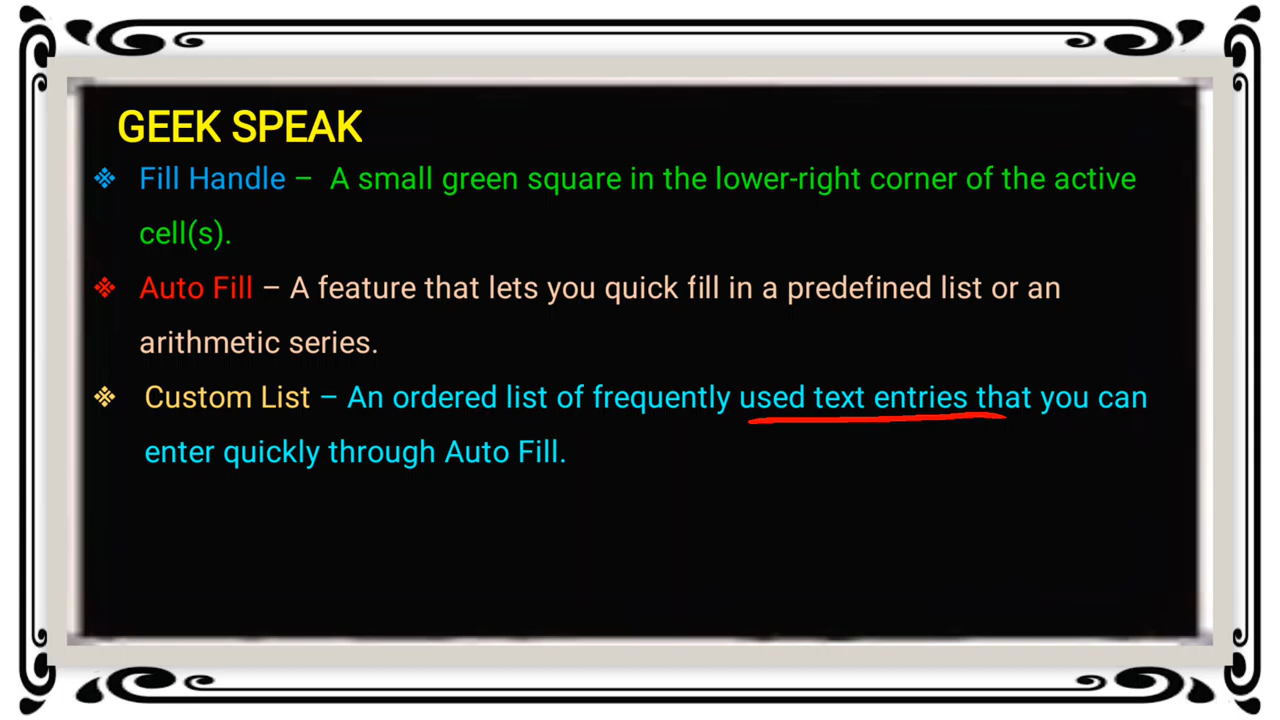 GEEK SPEAK
❖ Fill Handle – A small green square in the lower-right corner of the active
cell(s).
❖ Auto Fill – A feature that lets you quick fill in a predefined list or an
arithmetic series.
❖ Custom List – An ordered list of frequently used text entries that you can
enter quickly through Auto Fill.